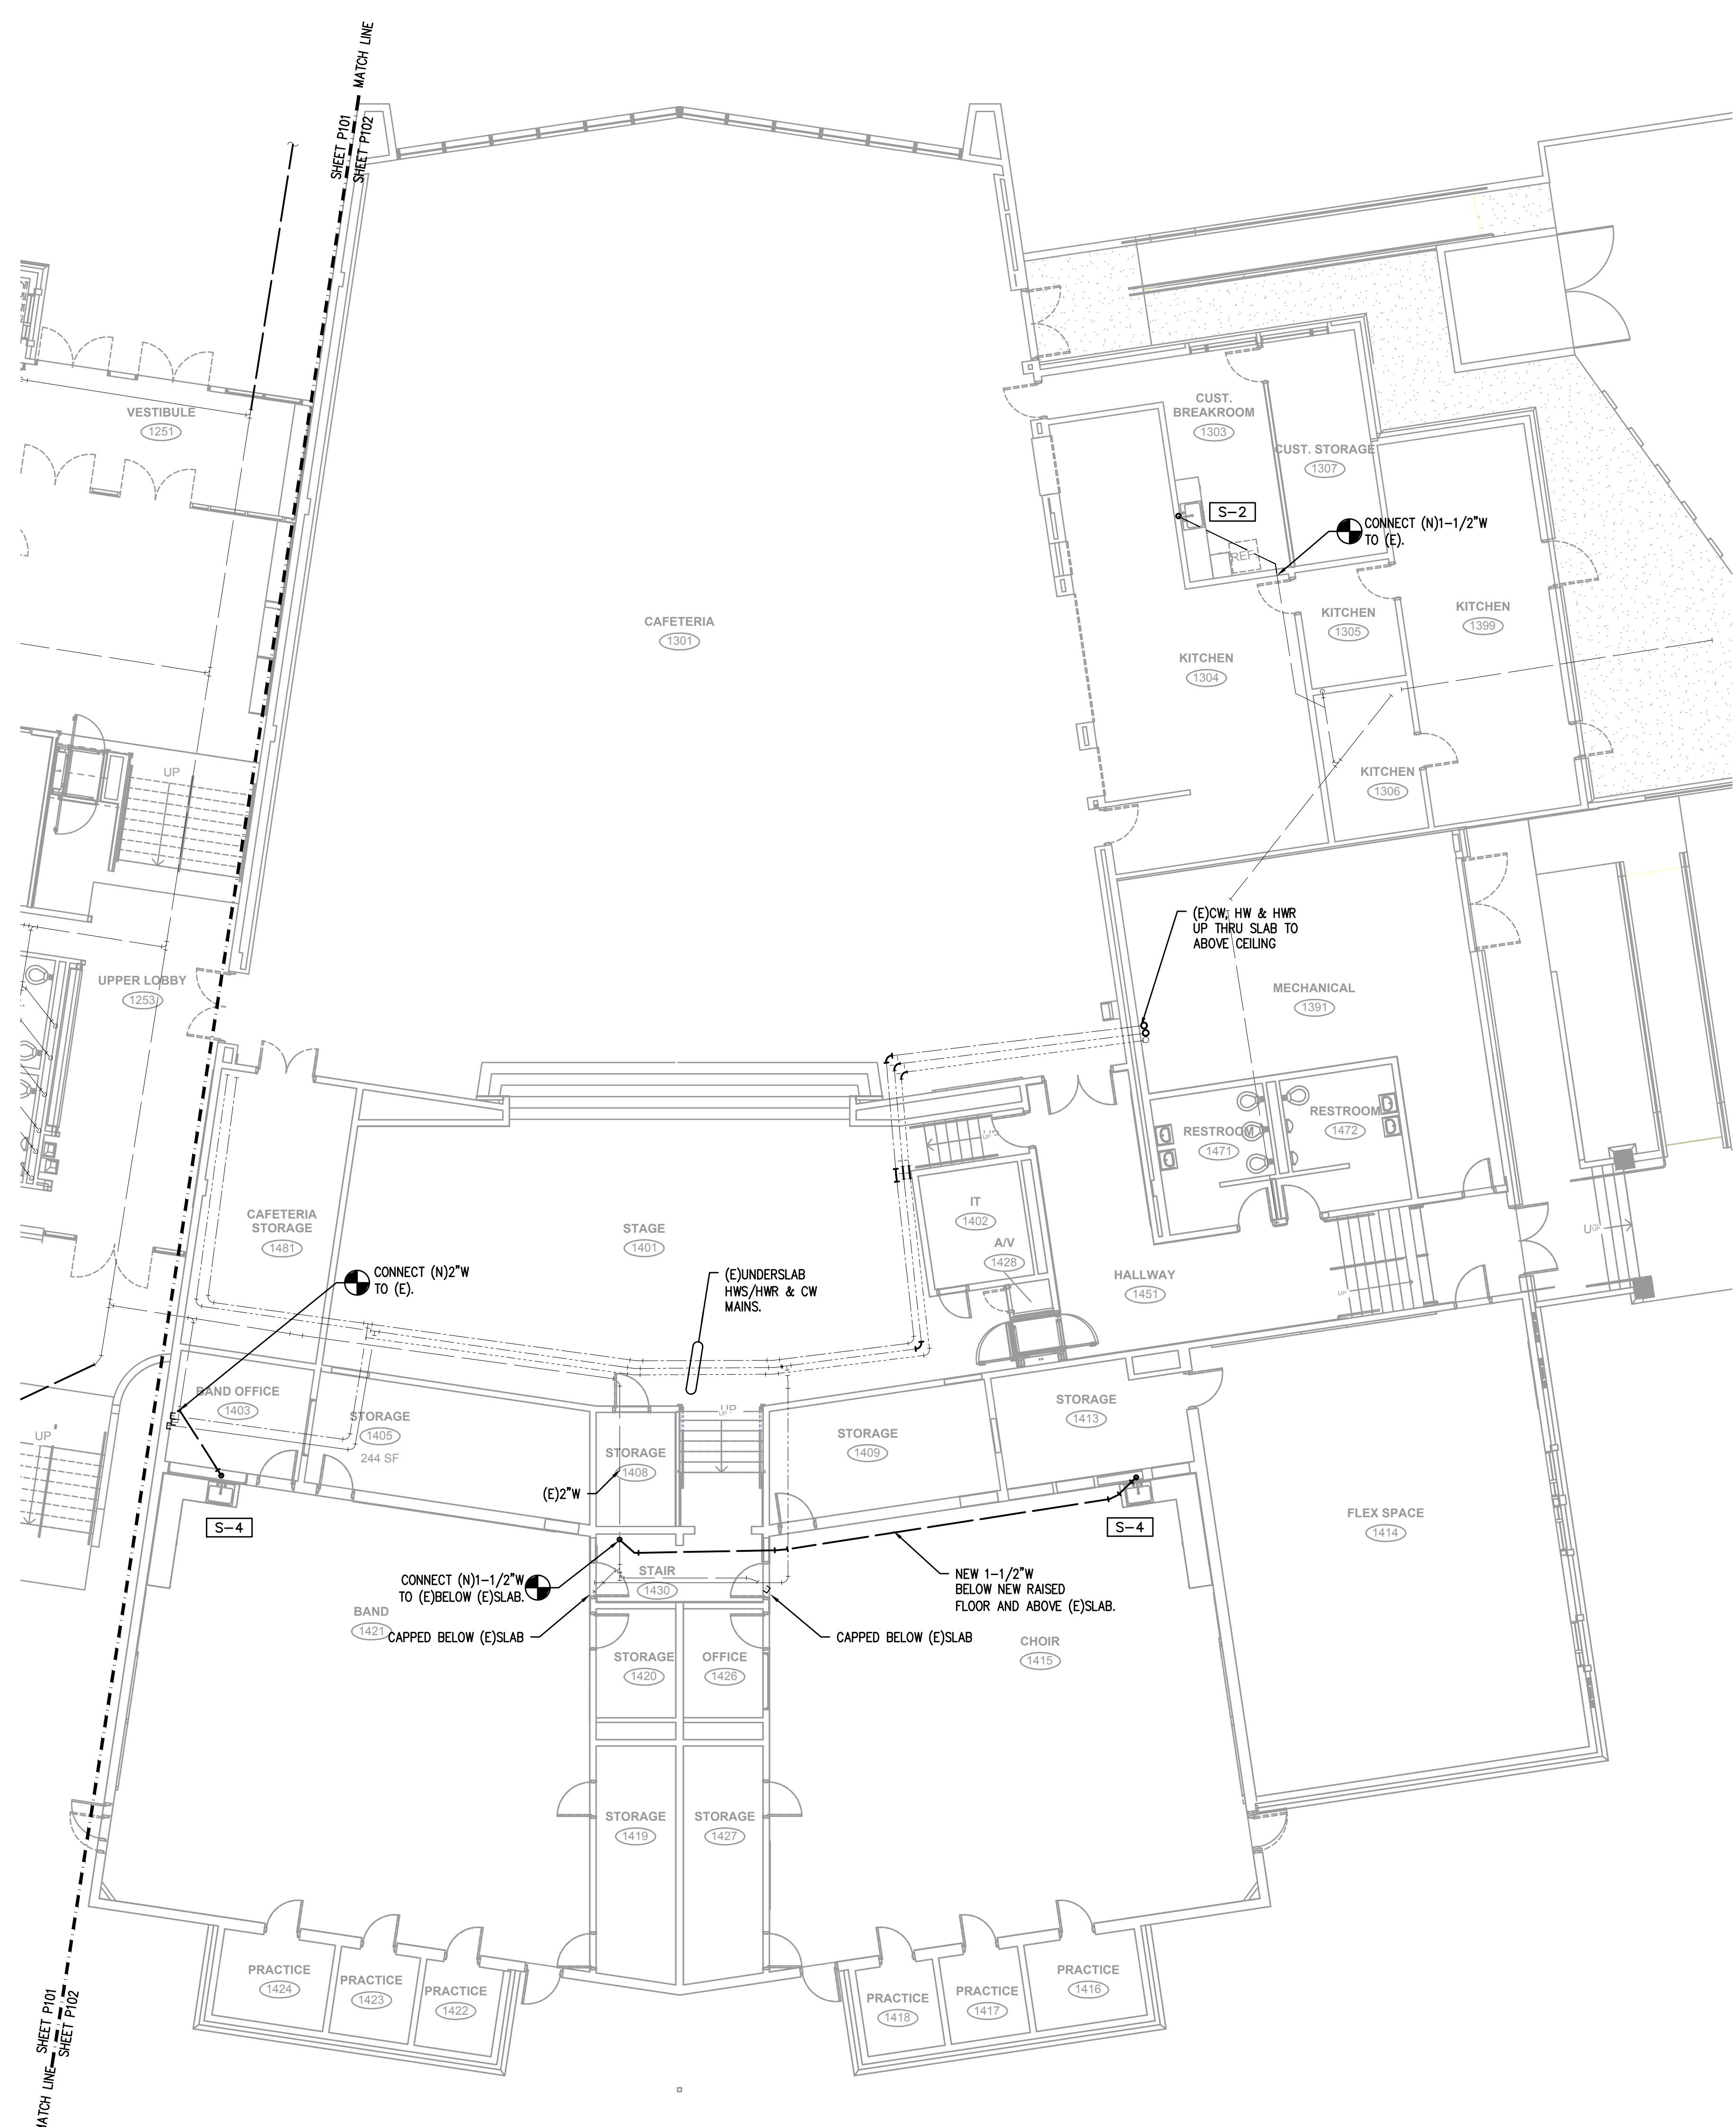 MATCH LINE
SHEET P101
SHEET P102
VESTIBULE
1251
CUST.
BREAKROOM
1303
CUST. STORAGE
1307
S-2
CONNECT (N)1-1/2"W
TO (E).
REF
CAFETERIA
1301
KITCHEN
1305
KITCHEN
1399
KITCHEN
1304
UP
KITCHEN
1306
(E)CW, HW & HWR
UP THRU SLAB TO
ABOVE CEILING
UPPER LOBBY
1253
MECHANICAL
1391
RESTROOM
1472
RESTROOM
1471
UP
IT
1402
CAFETERIA
STORAGE
1481
STAGE
1401
A/V
1428
HALLWAY
1451
UP
CONNECT (N)2"W
TO (E).
(E)UNDERSLAB
HWS/HWR & CW
MAINS.
BAND OFFICE
1403
STORAGE
1405
244 SF
UP
UP
STORAGE
1413
STORAGE
1409
STORAGE
1408
(E)2"W
S-4
S-4
FLEX SPACE
1414
CONNECT (N)1-1/2"W
TO (E)BELOW (E)SLAB.
STAIR
1430
NEW 1-1/2"W
BELOW NEW RAISED
FLOOR AND ABOVE (E)SLAB.
BAND
1421
CAPPED BELOW (E)SLAB
CAPPED BELOW (E)SLAB
CHOIR
1415
STORAGE
1420
OFFICE
1426
STORAGE
1419
STORAGE
1427
PRACTICE
1424
PRACTICE
1423
PRACTICE
1422
PRACTICE
1418
PRACTICE
1417
PRACTICE
1416
SHEET P101
SHEET P102
MATCH LINE